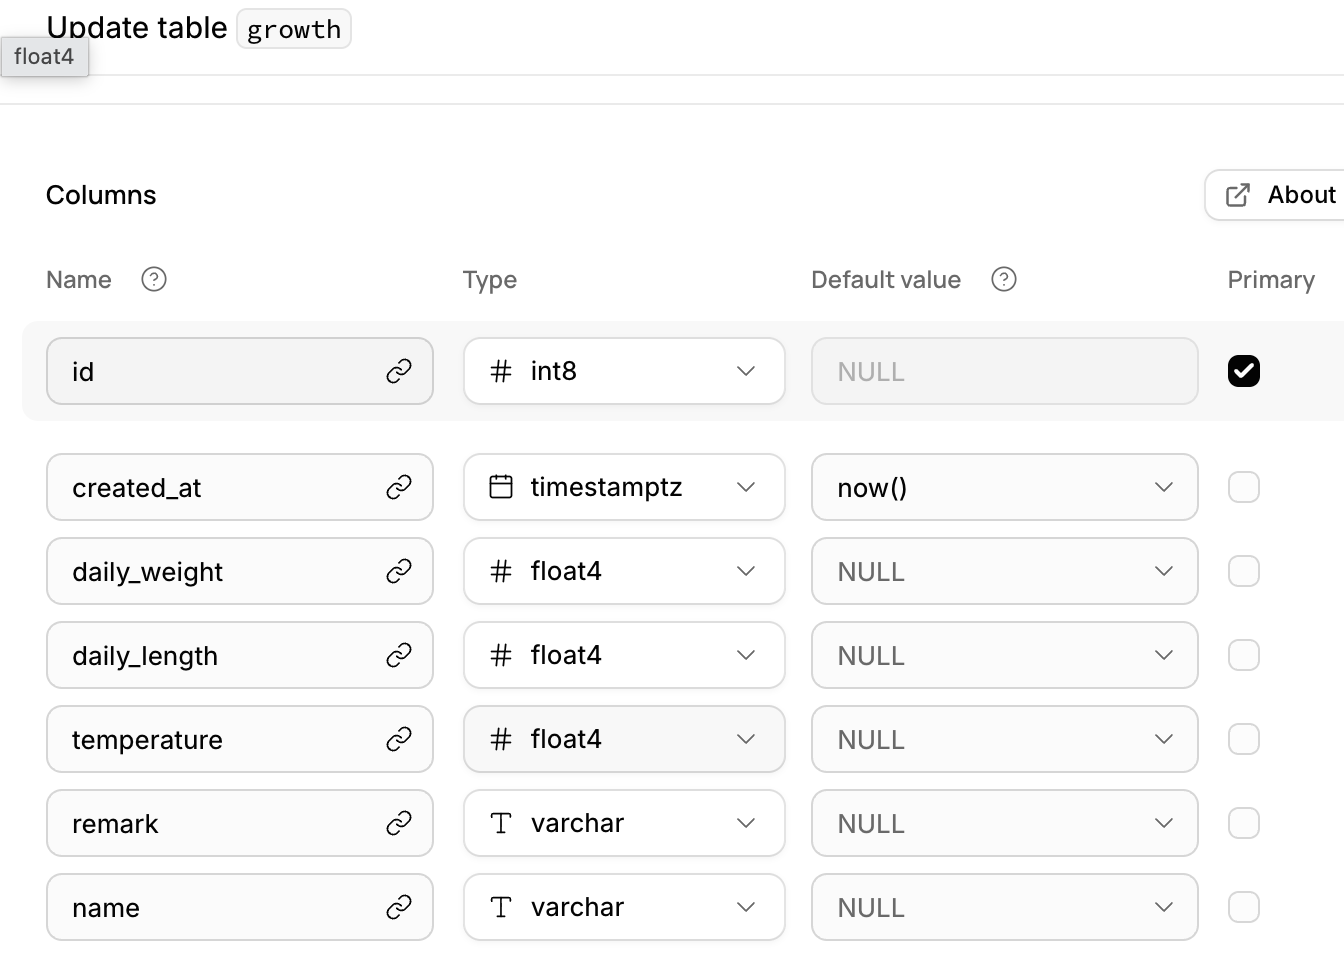 Update table growth
float4
Columns
About
Name Type Default value Primary
id int8 NULL
created_at timestamptz now()
daily_weight float4 NULL
daily_length float4 NULL
temperature float4 NULL
remark varchar NULL
name varchar NULL